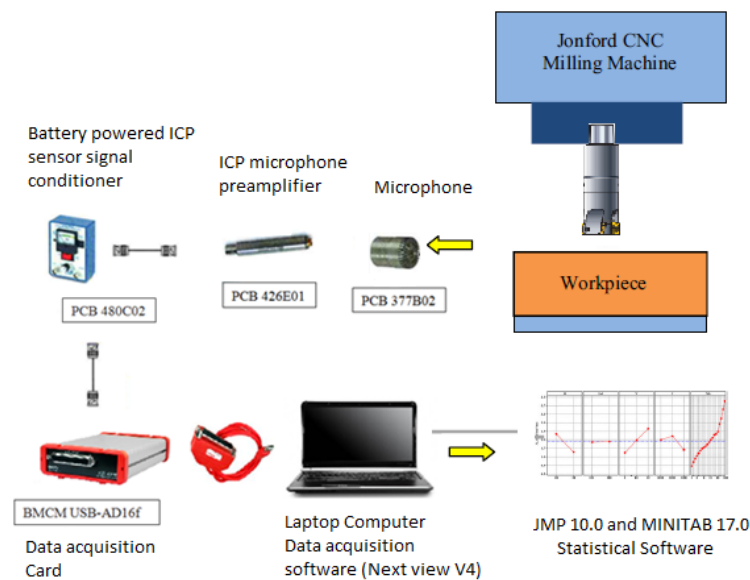 Jonford CNC
Milling Machine
Battery powered ICP
sensor signal
conditioner
ICP microphone
preamplifier
Microphone
Workpiece
PCB 480C02
PCB 426E01
PCB 377B02
BMCM USB-AD16f
Data acquisition
Card
Laptop Computer
Data acquisition
software (Next view V4)
JMP 10.0 and MINITAB 17.0
Statistical Software